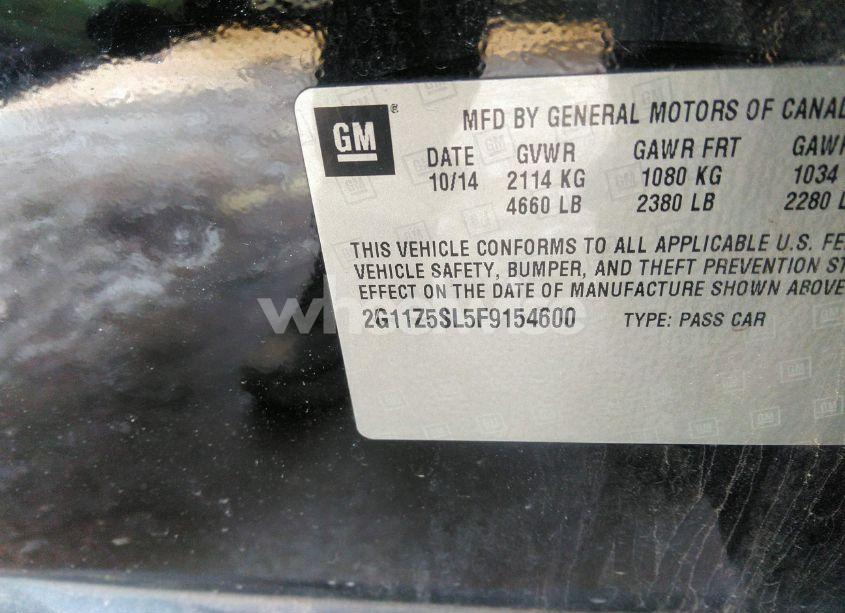 GM ®
MFD BY GENERAL MOTORS OF CANAL
DATE GVWR GAWR FRT GAWR
10/14 2114 KG 1080 KG 1034
4660 LB 2380 LB 2280 L
THIS VEHICLE CONFORMS TO ALL APPLICABLE U.S. FE
VEHICLE SAFETY, BUMPER, AND THEFT PREVENTION ST
EFFECT ON THE DATE OF MANUFACTURE SHOWN ABOVE
2G11Z5SL5F9154600 TYPE: PASS CAR